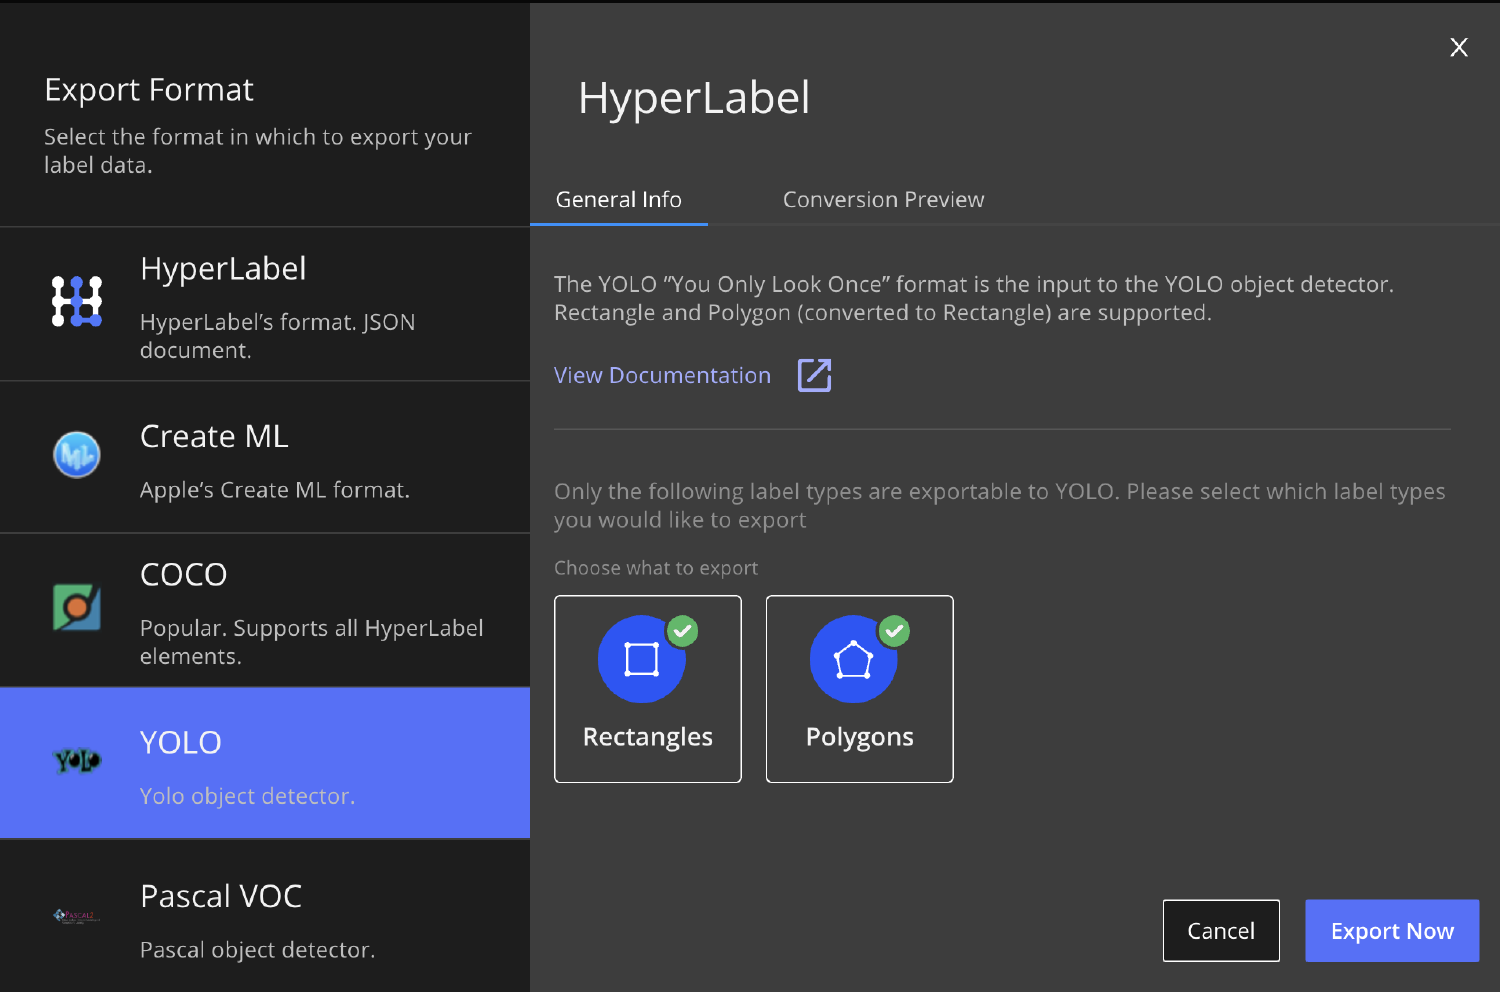 Export Format
Select the format in which to export your
label data.
HyperLabel
HyperLabel’s format. JSON
document.
Create ML
Apple’s Create ML format.
COCO
Popular. Supports all HyperLabel
elements.
YOLO
YOLO
Yolo object detector.
PASCAL2
Pascal VOC
Pascal object detector.
X
HyperLabel
General Info
Conversion Preview
The YOLO “You Only Look Once” format is the input to the YOLO object detector.
Rectangle and Polygon (converted to Rectangle) are supported.
View Documentation
Only the following label types are exportable to YOLO. Please select which label types
you would like to export
Choose what to export
Rectangles
Polygons
Cancel
Export Now